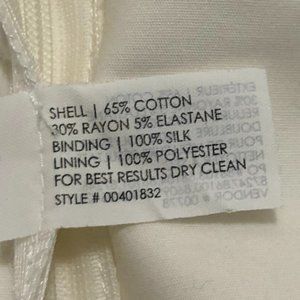 SHELL | 65% COTTON
30% RAYON 5% ELASTANE
BINDING | 100% SILK
LINING | 100% POLYESTER
FOR BEST RESULTS DRY CLEAN
STYLE # 00401832